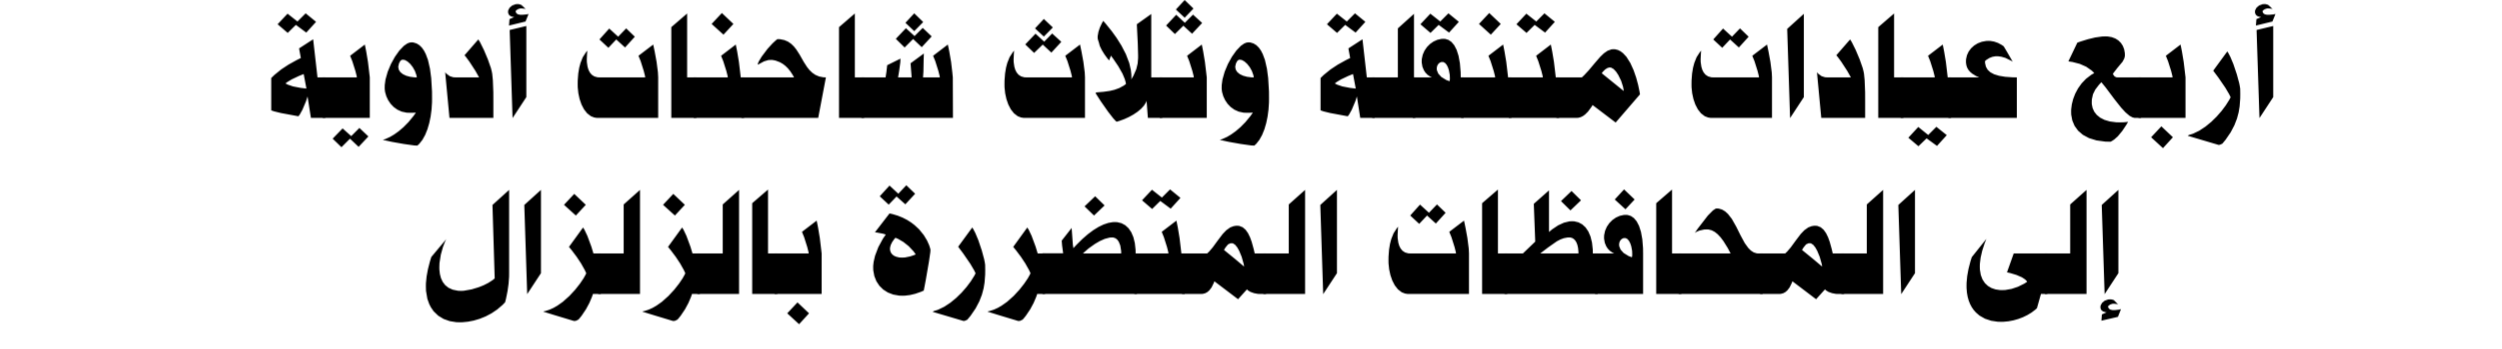 أربع عيادات متنقلة وثلاث شاحنات أدوية
إلى المحافظات المتضررة بالزلزال